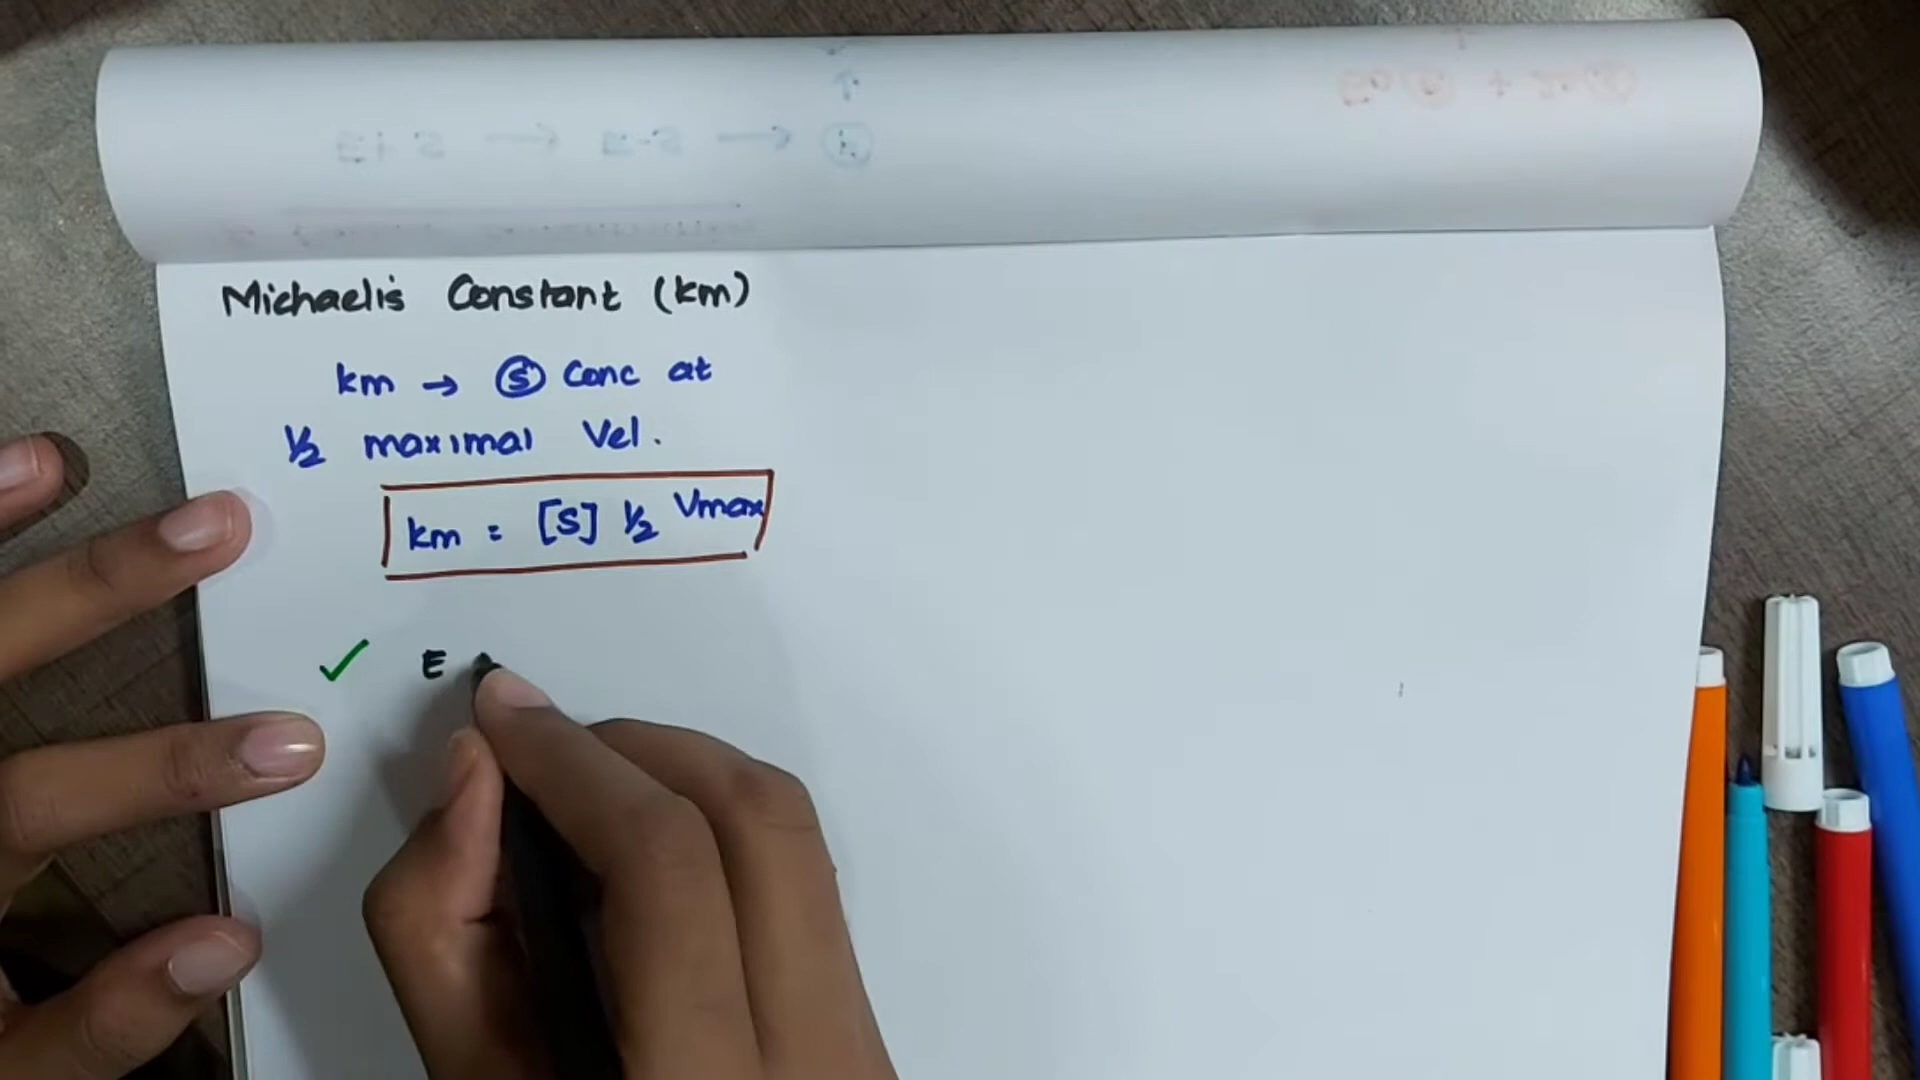 Michaelis Constant (km)
km → Ⓢ Conc at
1/2 maximal Vel.
km = [S] 1/2 Vmax
✓ E